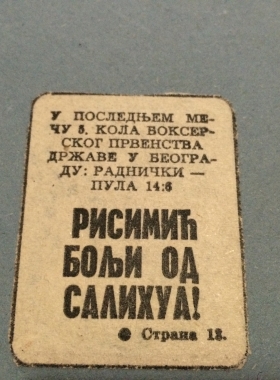 У ПОСЛЕДЊЕМ МЕ-
ЧУ 5. КОЛА БОКСЕР-
СКОГ ПРВЕНСТВА
ДРЖАВЕ У БЕОГРА-
ДУ: РАДНИЧКИ —
ПУЛА 14:6
РИСИМИЋ
БОЉИ ОД
САЛИХУА!
● Страна 13.